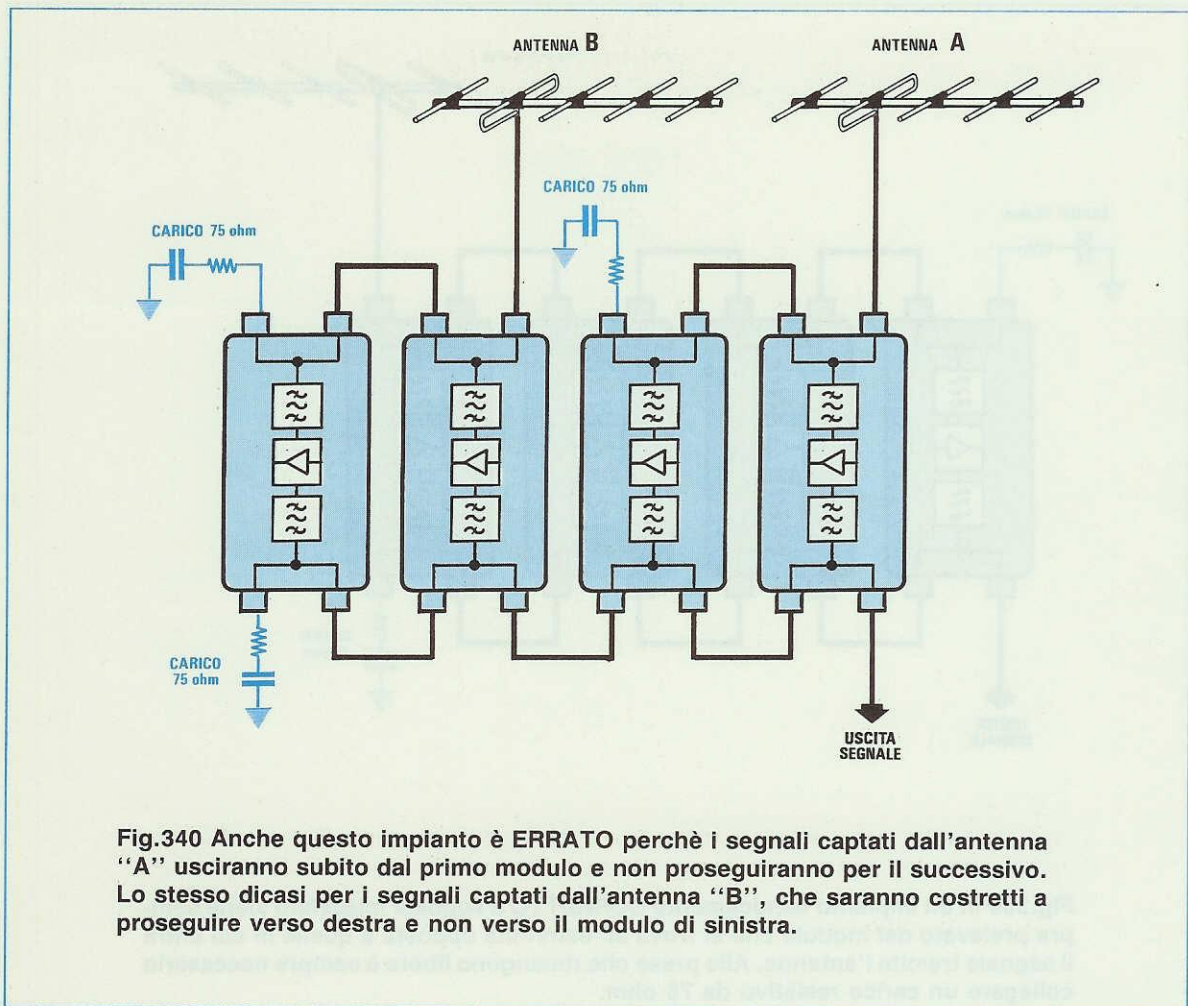 ANTENNA B
ANTENNA A
CARICO 75 ohm
CARICO 75 ohm
CARICO
75 ohm
USCITA
SEGNALE
Fig.340 Anche questo impianto è ERRATO perchè i segnali captati dall'antenna
‘‘A’’ usciranno subito dal primo modulo e non proseguiranno per il successivo.
Lo stesso dicasi per i segnali captati dall'antenna ‘‘B’’, che saranno costretti a
proseguire verso destra e non verso il modulo di sinistra.